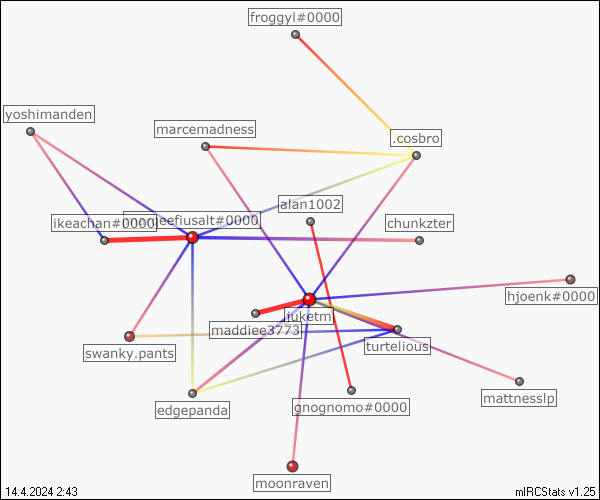 froggyl#0000
yoshimanden
marcemadness
.cosbro
alan1002
ikeachan#0000
eefiusalt#0000
chunkzter
hjoenk#0000
juketm
maddiee3773
turtelious
swanky.pants
mattnesslp
edgepanda
gnognomo#0000
moonraven
14.4.2024 2:43
mIRCStats v1.25